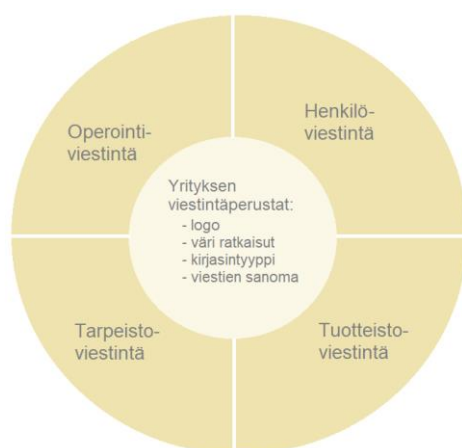 Operointi-
viestintä
Henkilö-
viestintä
Yrityksen
viestintäperustat:
- logo
- väri ratkaisut
- kirjasintyyppi
- viestien sanoma
Tarpeisto-
viestintä
Tuotteisto-
viestintä